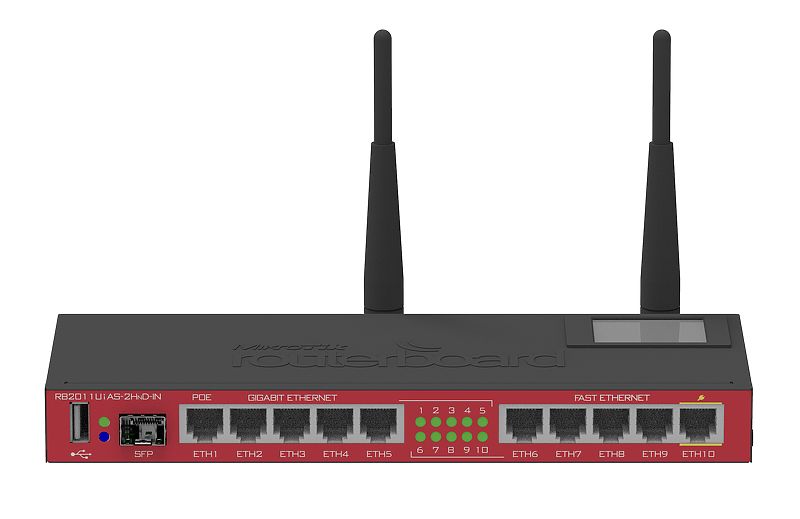 MikroTik
routerboard
RB2011UiAS-2HnD-IN
POE
GIGABIT ETHERNET
FAST ETHERNET
1 2 3 4 5
6 7 8 9 10
SFP
ETH1 ETH2 ETH3 ETH4 ETH5
ETH6 ETH7 ETH8 ETH9 ETH10